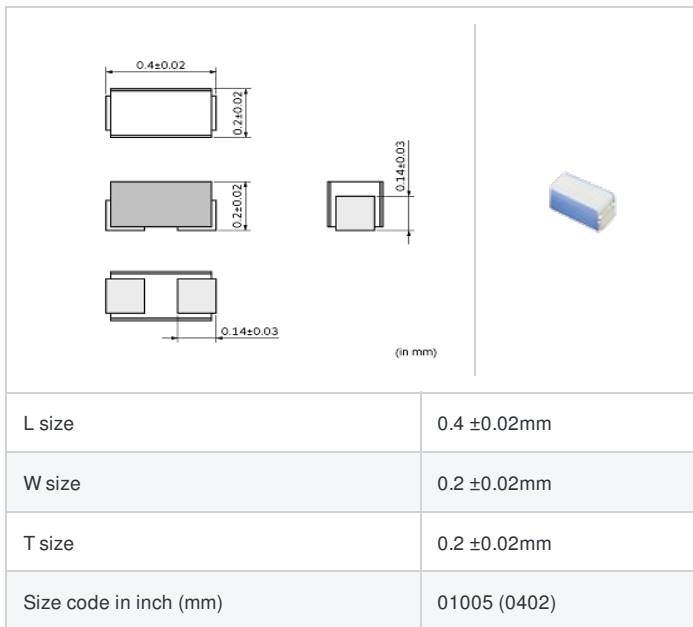 0.4±0.02
0.2±0.02
0.2±0.02
0.14±0.03
0.14±0.03
(in mm)
L size 0.4 ±0.02mm
W size 0.2 ±0.02mm
T size 0.2 ±0.02mm
Size code in inch (mm) 01005 (0402)